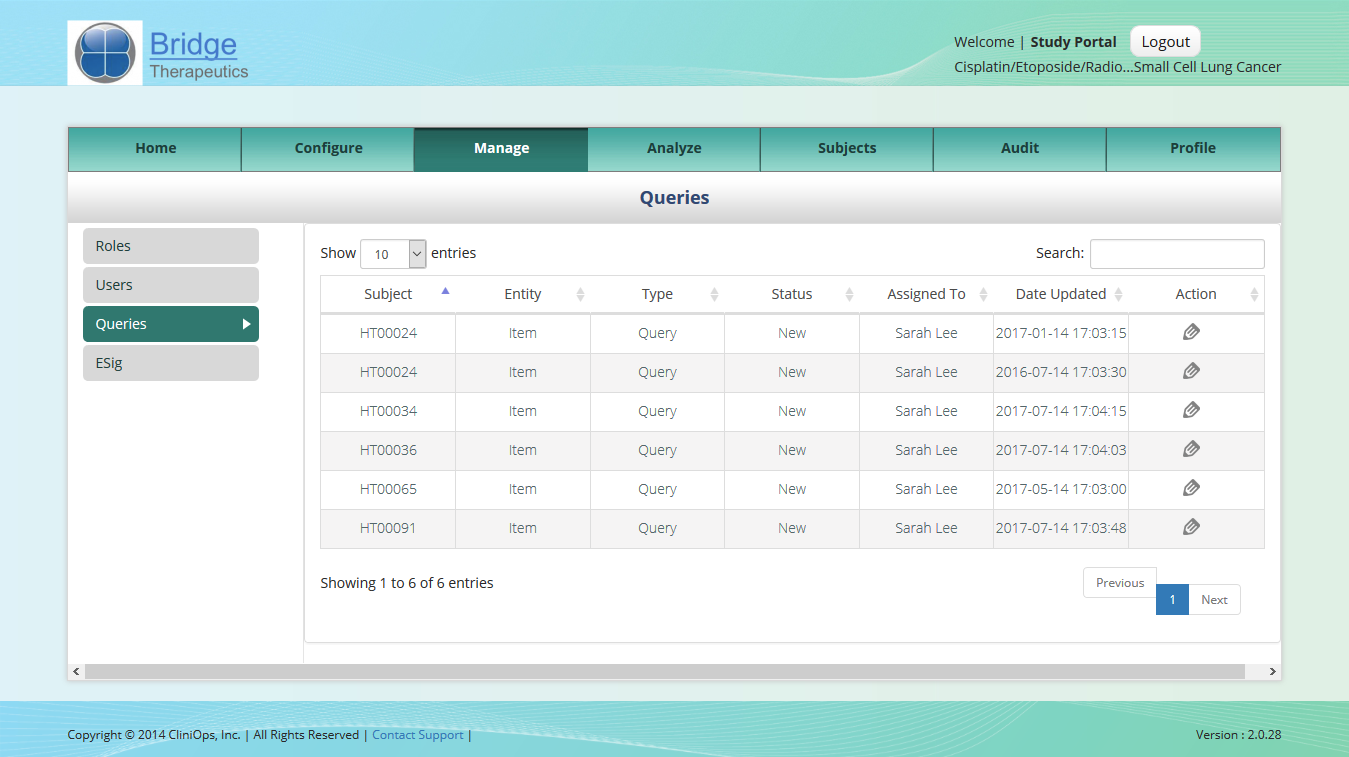 Bridge
Therapeutics
Welcome | Study Portal Logout
Cisplatin/Etoposide/Radio...Small Cell Lung Cancer
Home Configure Manage Analyze Subjects Audit Profile
Queries
Roles
Users
Queries
ESig
Show 10 entries Search:
Subject Entity Type Status Assigned To Date Updated Action
HT00024 Item Query New Sarah Lee 2017-01-14 17:03:15
HT00024 Item Query New Sarah Lee 2016-07-14 17:03:30
HT00034 Item Query New Sarah Lee 2017-07-14 17:04:15
HT00036 Item Query New Sarah Lee 2017-07-14 17:04:03
HT00065 Item Query New Sarah Lee 2017-05-14 17:03:00
HT00091 Item Query New Sarah Lee 2017-07-14 17:03:48
Showing 1 to 6 of 6 entries Previous 1 Next
Copyright © 2014 CliniOps, Inc. | All Rights Reserved | Contact Support | Version : 2.0.28